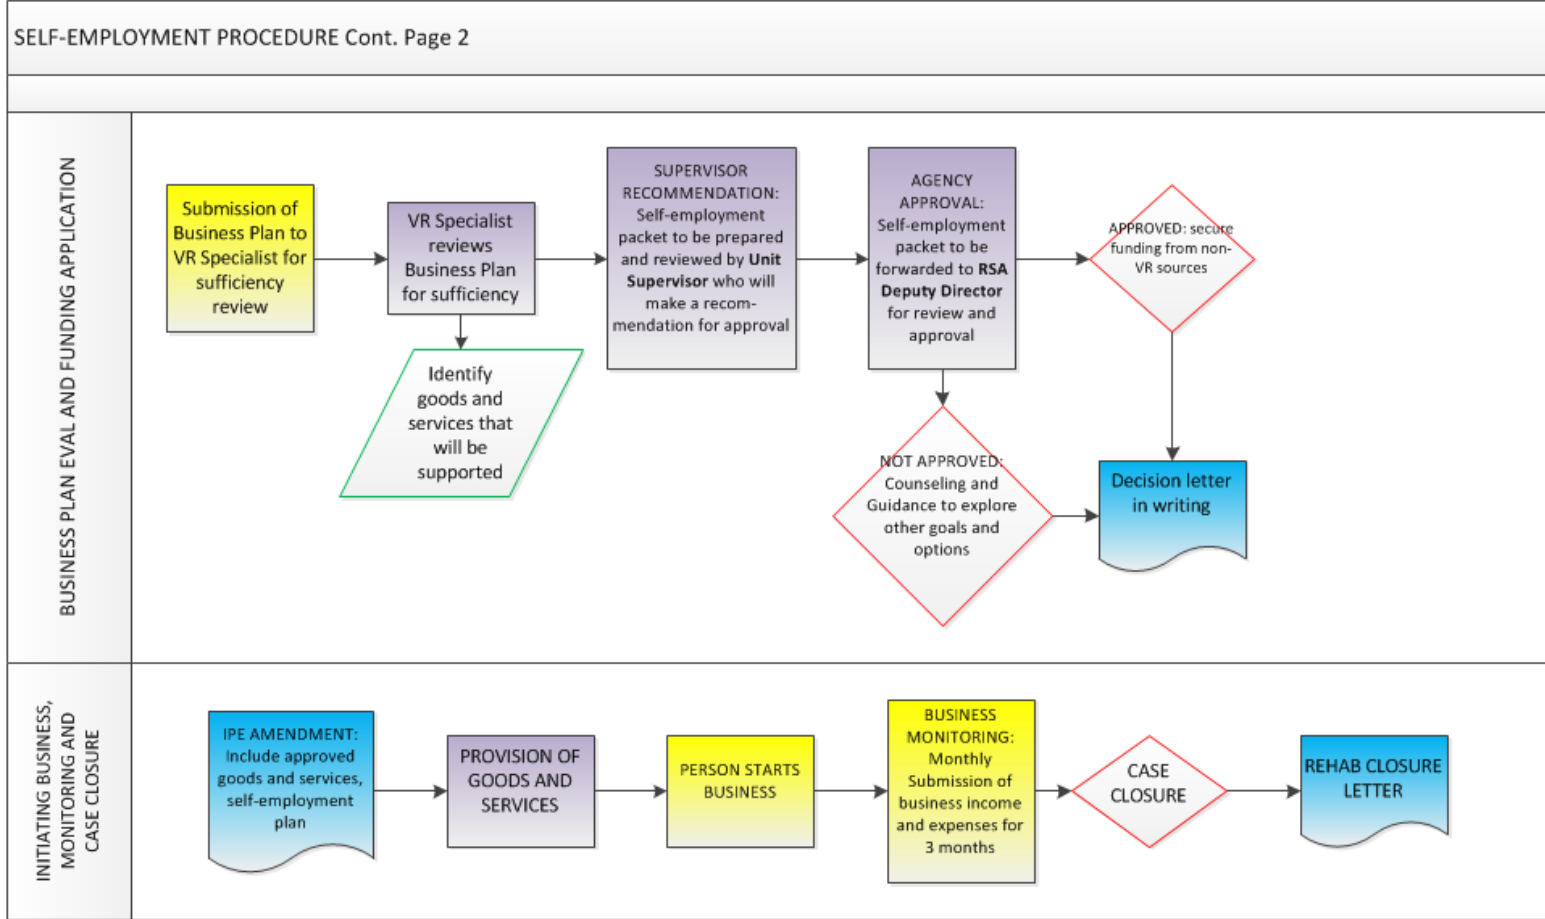 SELF-EMPLOYMENT PROCEDURE Cont. Page 2
BUSINESS PLAN EVAL AND FUNDING APPLICATION
Submission of
Business Plan to
VR Specialist for
sufficiency
review
VR Specialist
reviews
Business Plan
for sufficiency
Identify
goods and
services that
will be
supported
SUPERVISOR
RECOMMENDATION:
Self-employment
packet to be prepared
and reviewed by Unit
Supervisor who will
make a recom-
mendation for approval
AGENCY
APPROVAL:
Self-employment
packet to be
forwarded to RSA
Deputy Director
for review and
approval
APPROVED: secure
funding from non-
VR sources
NOT APPROVED:
Counseling and
Guidance to explore
other goals and
options
Decision letter
in writing
INITIATING BUSINESS,
MONITORING AND
CASE CLOSURE
IPE AMENDMENT:
Include approved
goods and services,
self-employment
plan
PROVISION OF
GOODS AND
SERVICES
PERSON STARTS
BUSINESS
BUSINESS
MONITORING:
Monthly
Submission of
business income
and expenses for
3 months
CASE
CLOSURE
REHAB CLOSURE
LETTER